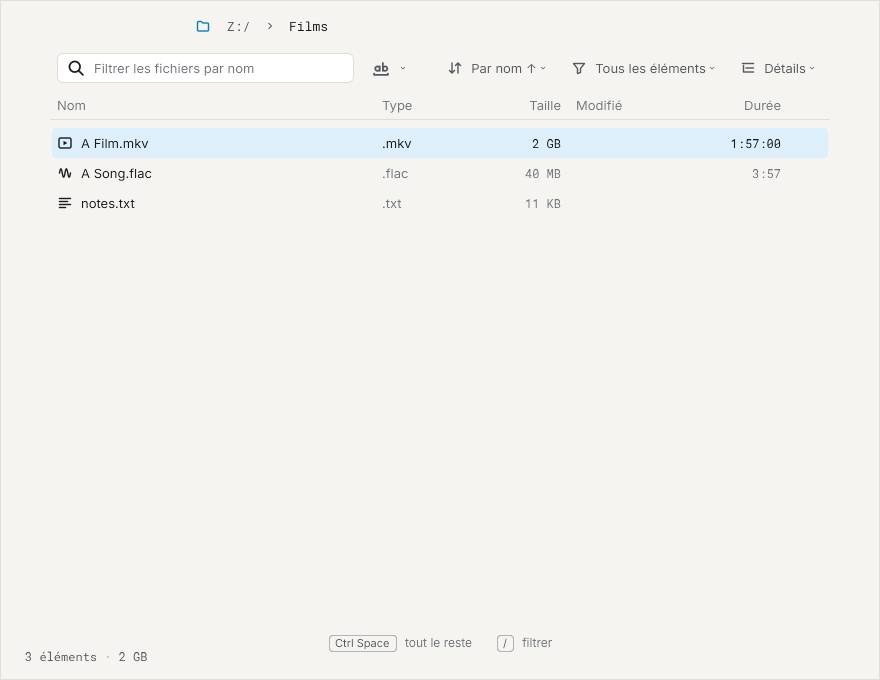 Z:/ › Films
Filtrer les fichiers par nom ab Par nom ↑ Tous les éléments Détails
Nom Type Taille Modifié Durée
A Film.mkv .mkv 2 GB 1:57:00
A Song.flac .flac 40 MB 3:57
notes.txt .txt 11 KB
Ctrl Space tout le reste / filtrer
3 éléments · 2 GB